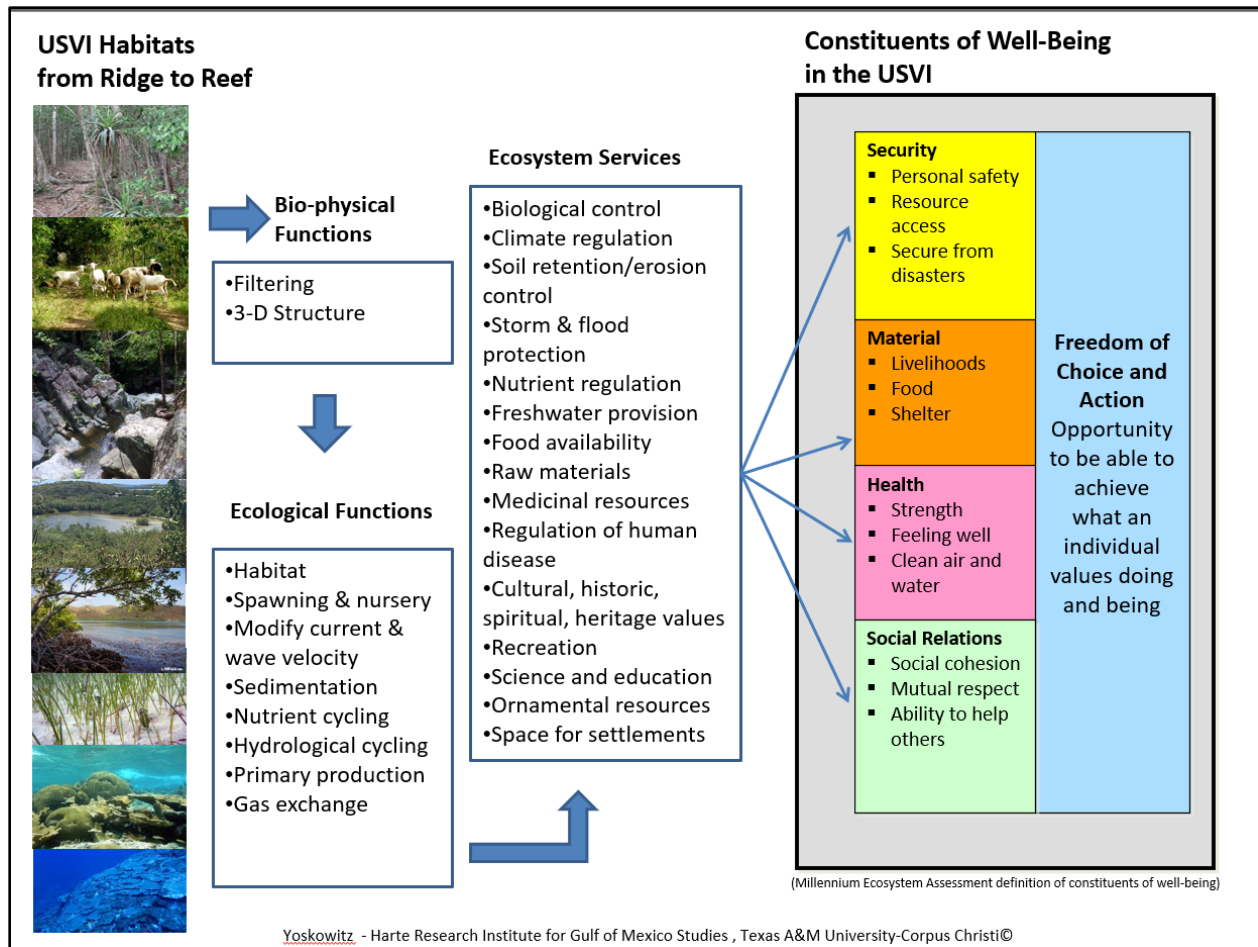 USVI Habitats
from Ridge to Reef
Bio-physical
Functions
•Filtering
•3-D Structure
Ecological Functions
•Habitat
•Spawning & nursery
•Modify current &
wave velocity
•Sedimentation
•Nutrient cycling
•Hydrological cycling
•Primary production
•Gas exchange
Ecosystem Services
•Biological control
•Climate regulation
•Soil retention/erosion
control
•Storm & flood
protection
•Nutrient regulation
•Freshwater provision
•Food availability
•Raw materials
•Medicinal resources
•Regulation of human
disease
•Cultural, historic,
spiritual, heritage values
•Recreation
•Science and education
•Ornamental resources
•Space for settlements
Constituents of Well-Being
in the USVI
Security
▪ Personal safety
▪ Resource
access
▪ Secure from
disasters
Material
▪ Livelihoods
▪ Food
▪ Shelter
Health
▪ Strength
▪ Feeling well
▪ Clean air and
water
Social Relations
▪ Social cohesion
▪ Mutual respect
▪ Ability to help
others
Freedom of
Choice and
Action
Opportunity
to be able to
achieve
what an
individual
values doing
and being
(Millennium Ecosystem Assessment definition of constituents of well-being)
Yoskowitz - Harte Research Institute for Gulf of Mexico Studies , Texas A&M University-Corpus Christi©